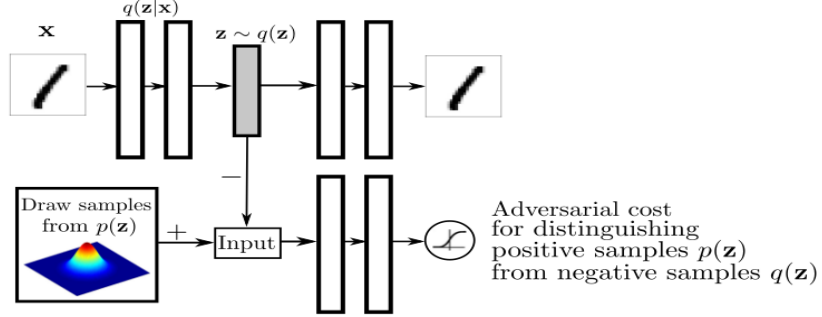 q(z|x)
x
z ∼ q(z)
−
Draw samples
from p(z)
+
Input
Adversarial cost
for distinguishing
positive samples p(z)
from negative samples q(z)